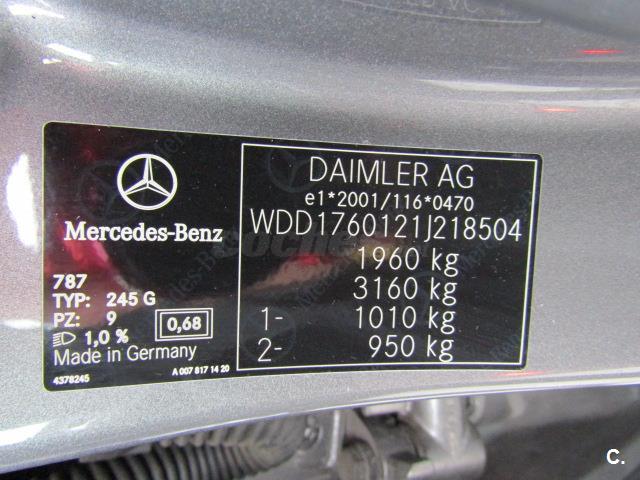 Mercedes-Benz
787
TYP: 245 G
PZ: 9
1,0 %
0,68
Made in Germany
4378245
A 007 817 14 20
DAIMLER AG
e1*2001/116*0470
WDD1760121J218504
1960 kg
3160 kg
1- 1010 kg
2- 950 kg
C.